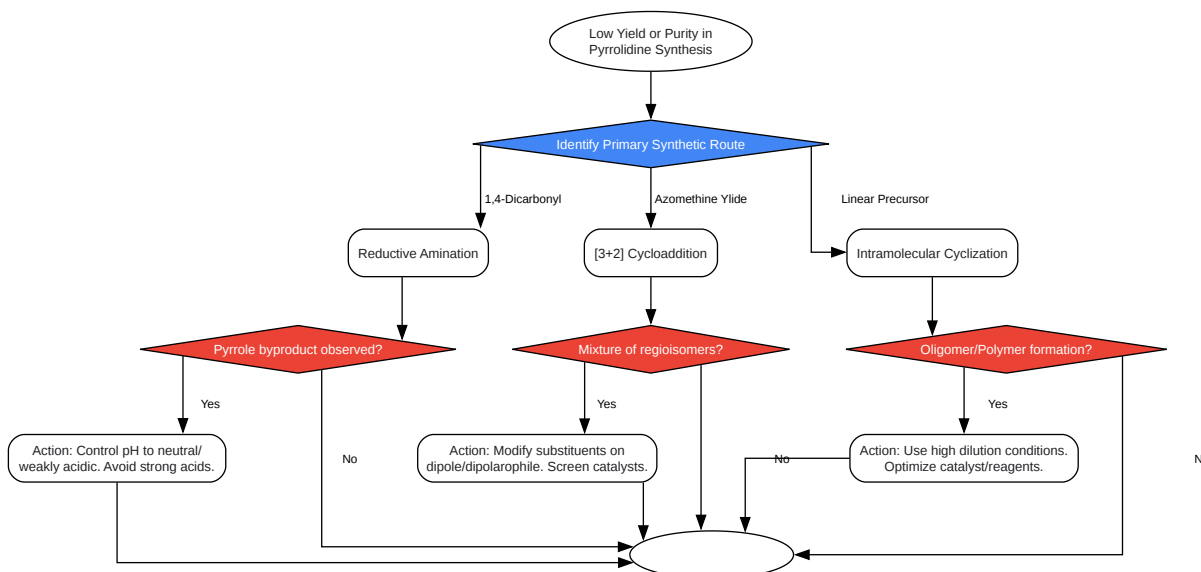 Low Yield or Purity in
Pyrrolidine Synthesis
Identify Primary Synthetic Route
1,4-Dicarbonyl
Azomethine Ylide
Linear Precursor
Reductive Amination
[3+2] Cycloaddition
Intramolecular Cyclization
Pyrrole byproduct observed?
Mixture of regioisomers?
Oligomer/Polymer formation?
Yes
Yes
Yes
Action: Control pH to neutral/
weakly acidic. Avoid strong acids.
No
Action: Modify substituents on
dipole/dipolarophile. Screen catalysts.
No
Action: Use high dilution conditions.
Optimize catalyst/reagents.